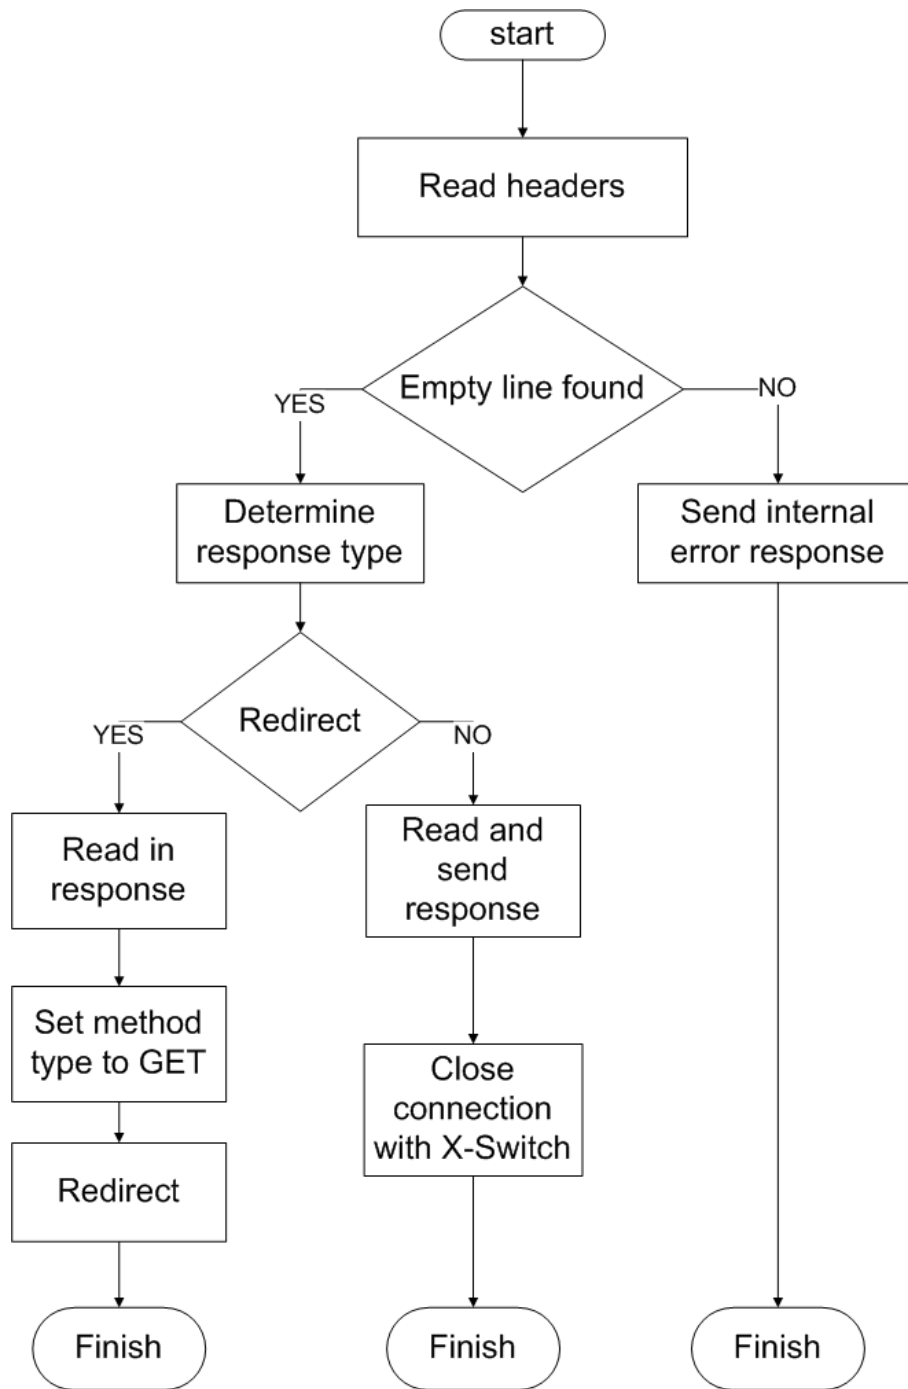 start
Read headers
Empty line found
YES
NO
Determine
response type
Send internal
error response
Redirect
YES
NO
Read in
response
Read and
send
response
Set method
type to GET
Close
connection
with X-Switch
Redirect
Finish
Finish
Finish